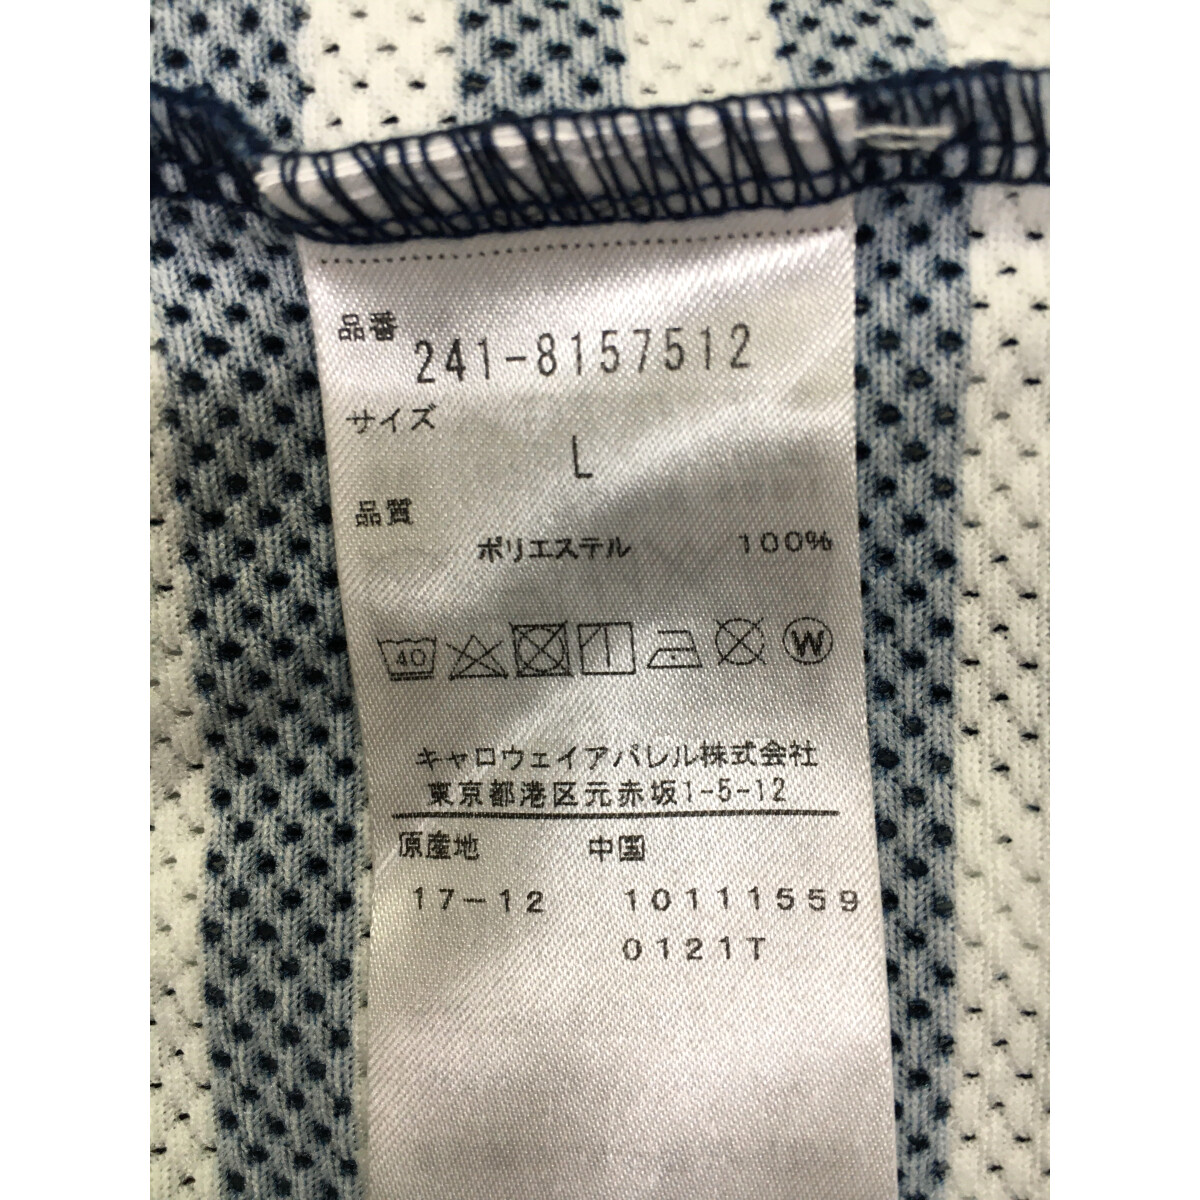 品番
241-8157512
サイズ
L
品質
ポリエステル 100%
40 W
キャロウェイアパレル株式会社
東京都港区元赤坂1-5-12
原産地 中国
17-12 10111559
0121T